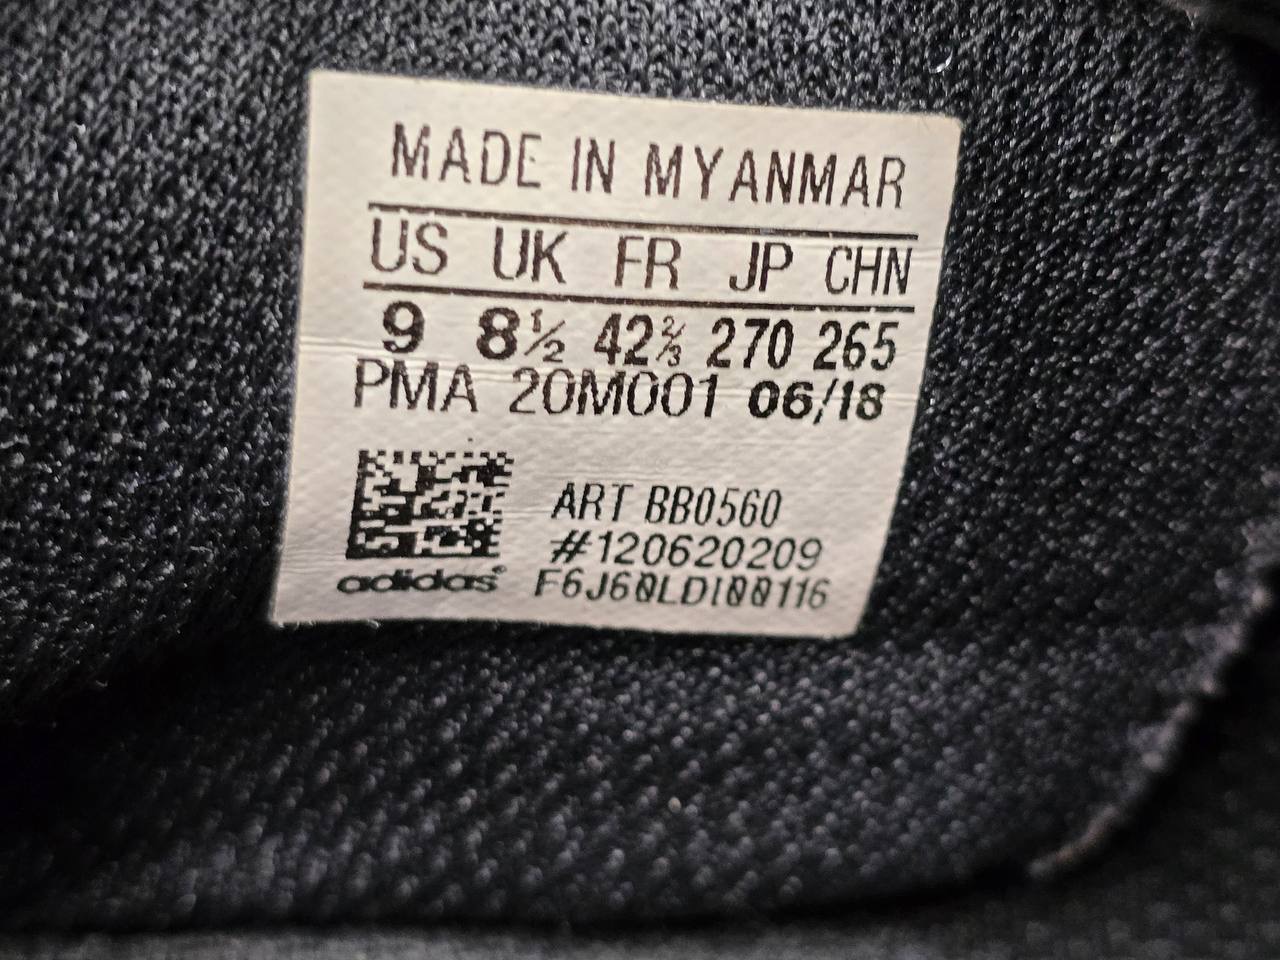 MADE IN MYANMAR
US UK FR JP CHN
9 8½ 42⅔ 270 265
PMA 20M001 06/18
ART BB0560
#120620209
adidas® F6J60LDI00116